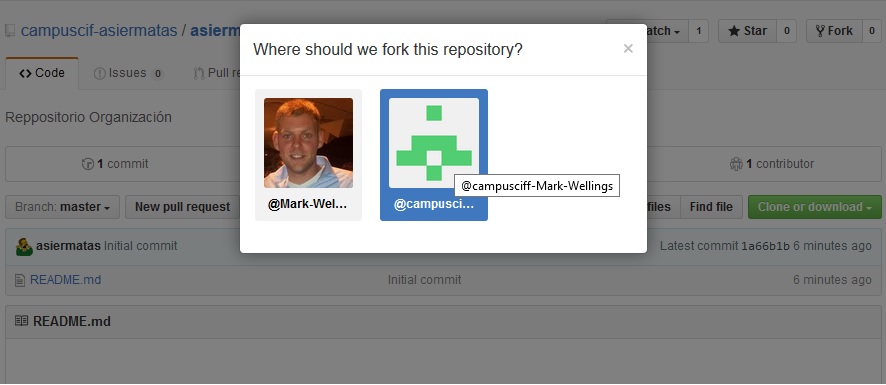 campuscif-asiermatas / asierm
Where should we fork this repository?
×
atch 1
Star 0
Fork 0
Code
Issues 0
Pull re
Reppositorio Organización
1 commit
1 contributor
@Mark-Wel...
@campusci...
@campusciff-Mark-Wellings
Branch: master
New pull request
files
Find file
Clone or download
asiermatas Initial commit
Latest commit 1a66b1b 6 minutes ago
README.md
Initial commit
6 minutes ago
README.md